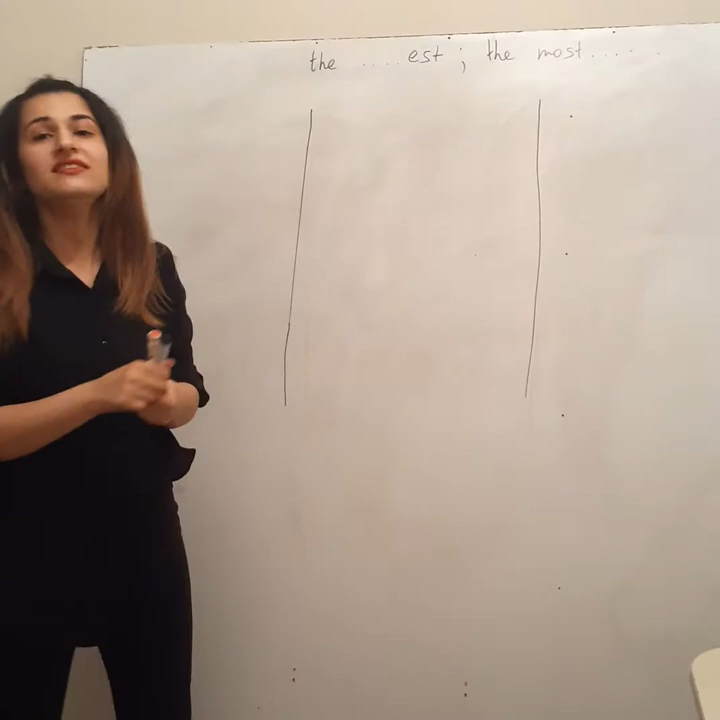 the .... est ; the most .....